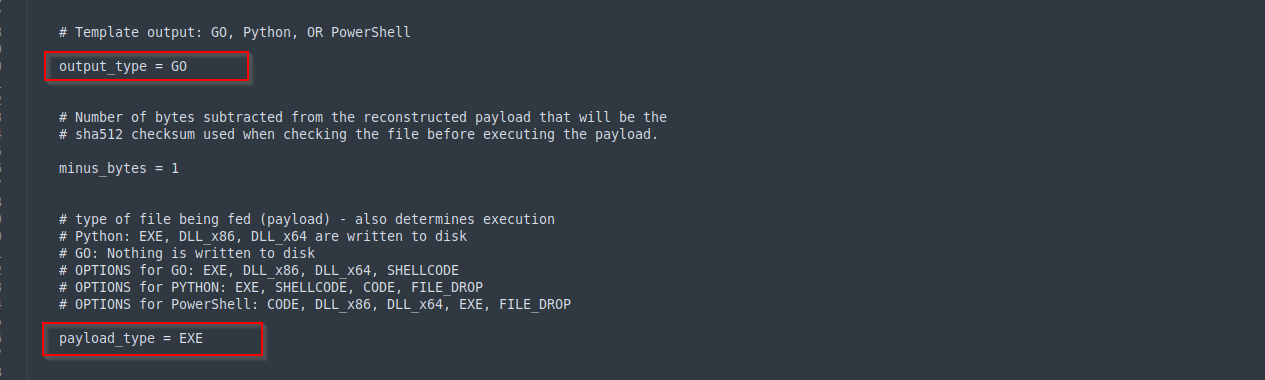 # Template output: GO, Python, OR PowerShell
output_type = GO
# Number of bytes subtracted from the reconstructed payload that will be the
# sha512 checksum used when checking the file before executing the payload.
minus_bytes = 1
# type of file being fed (payload) - also determines execution
# Python: EXE, DLL_x86, DLL_x64 are written to disk
# GO: Nothing is written to disk
# OPTIONS for GO: EXE, DLL_x86, DLL_x64, SHELLCODE
# OPTIONS for PYTHON: EXE, SHELLCODE, CODE, FILE_DROP
# OPTIONS for PowerShell: CODE, DLL_x86, DLL_x64, EXE, FILE_DROP
payload_type = EXE